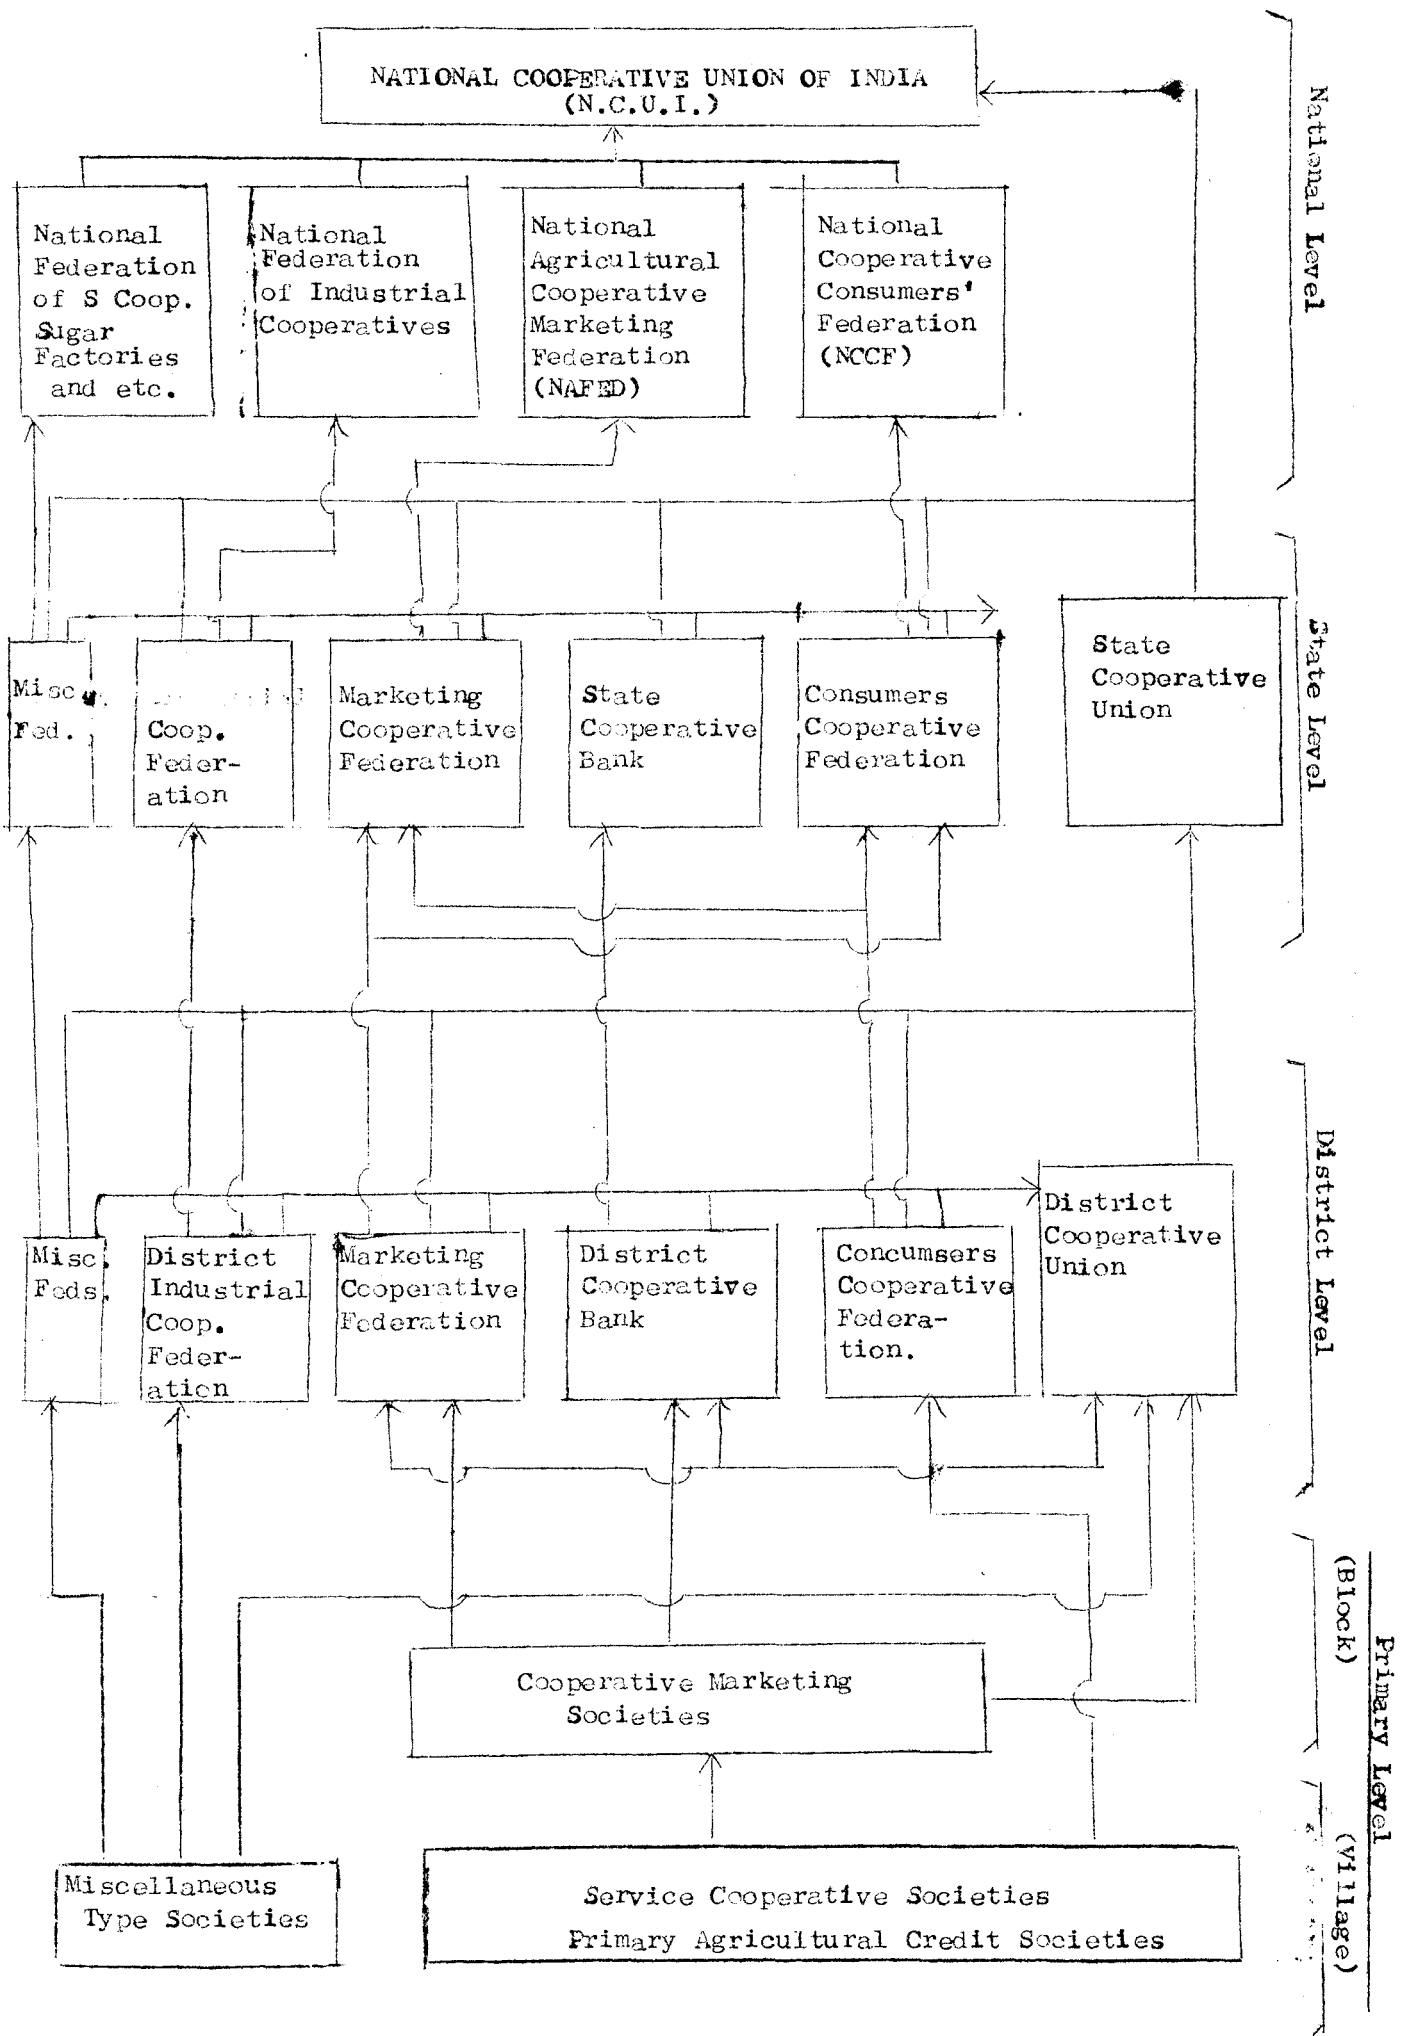 NATIONAL COOPERATIVE UNION OF INDIA
(N.C.U.I.)
National
Federation
of S Coop.
Sugar
Factories
and etc.
National
Federation
of Industrial
Cooperatives
National
Agricultural
Cooperative
Marketing
Federation
(NAFED)
National
Cooperative
Consumers'
Federation
(NCCF)
National Level
Misc.
Fed.
Coop.
Feder-
ation
Marketing
Cooperative
Federation
State
Cooperative
Bank
Consumers
Cooperative
Federation
State
Cooperative
Union
State Level
Misc.
Feds.
District
Industrial
Coop.
Feder-
ation
Marketing
Cooperative
Federation
District
Cooperative
Bank
Concumsers
Cooperative
Federa-
tion.
District
Cooperative
Union
District Level
Cooperative Marketing
Societies
(Block)
Primary Level
Miscellaneous
Type Societies
Service Cooperative Societies
Primary Agricultural Credit Societies
(Village)